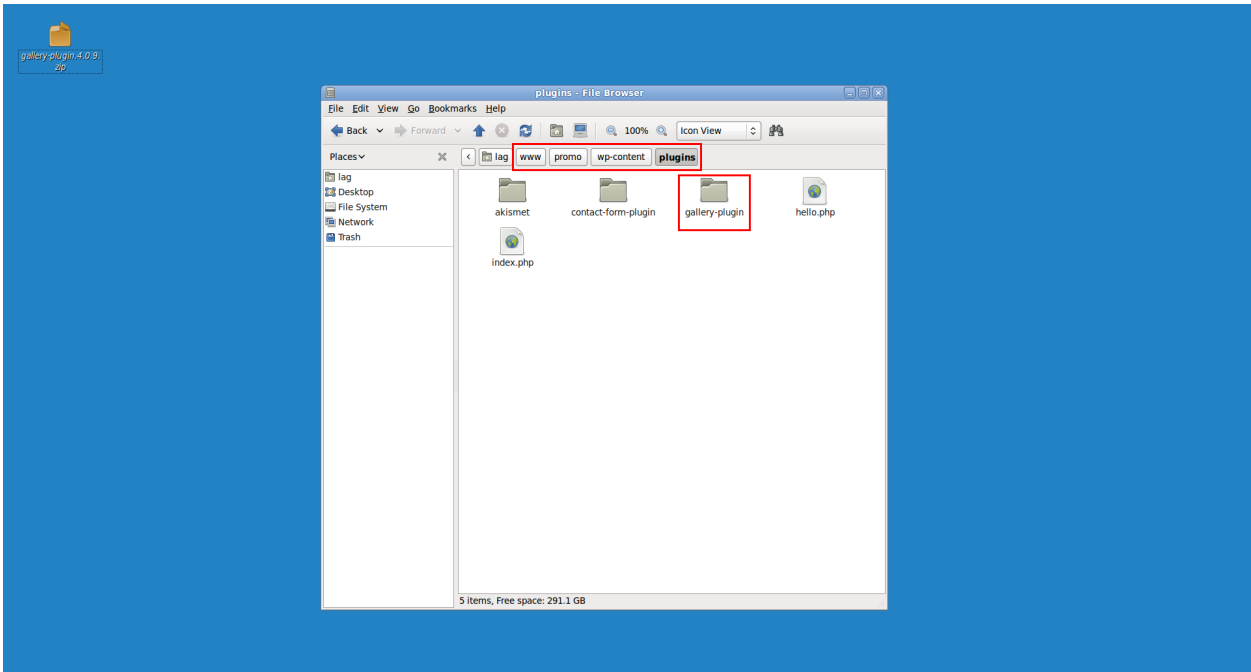 gallery-plugin.4.0.9.
zip
plugins - File Browser
File Edit View Go Bookmarks Help
Back Forward 100% Icon View
Places lag www promo wp-content plugins
lag
Desktop
File System
Network
Trash
akismet contact-form-plugin gallery-plugin hello.php
index.php
5 items, Free space: 291.1 GB